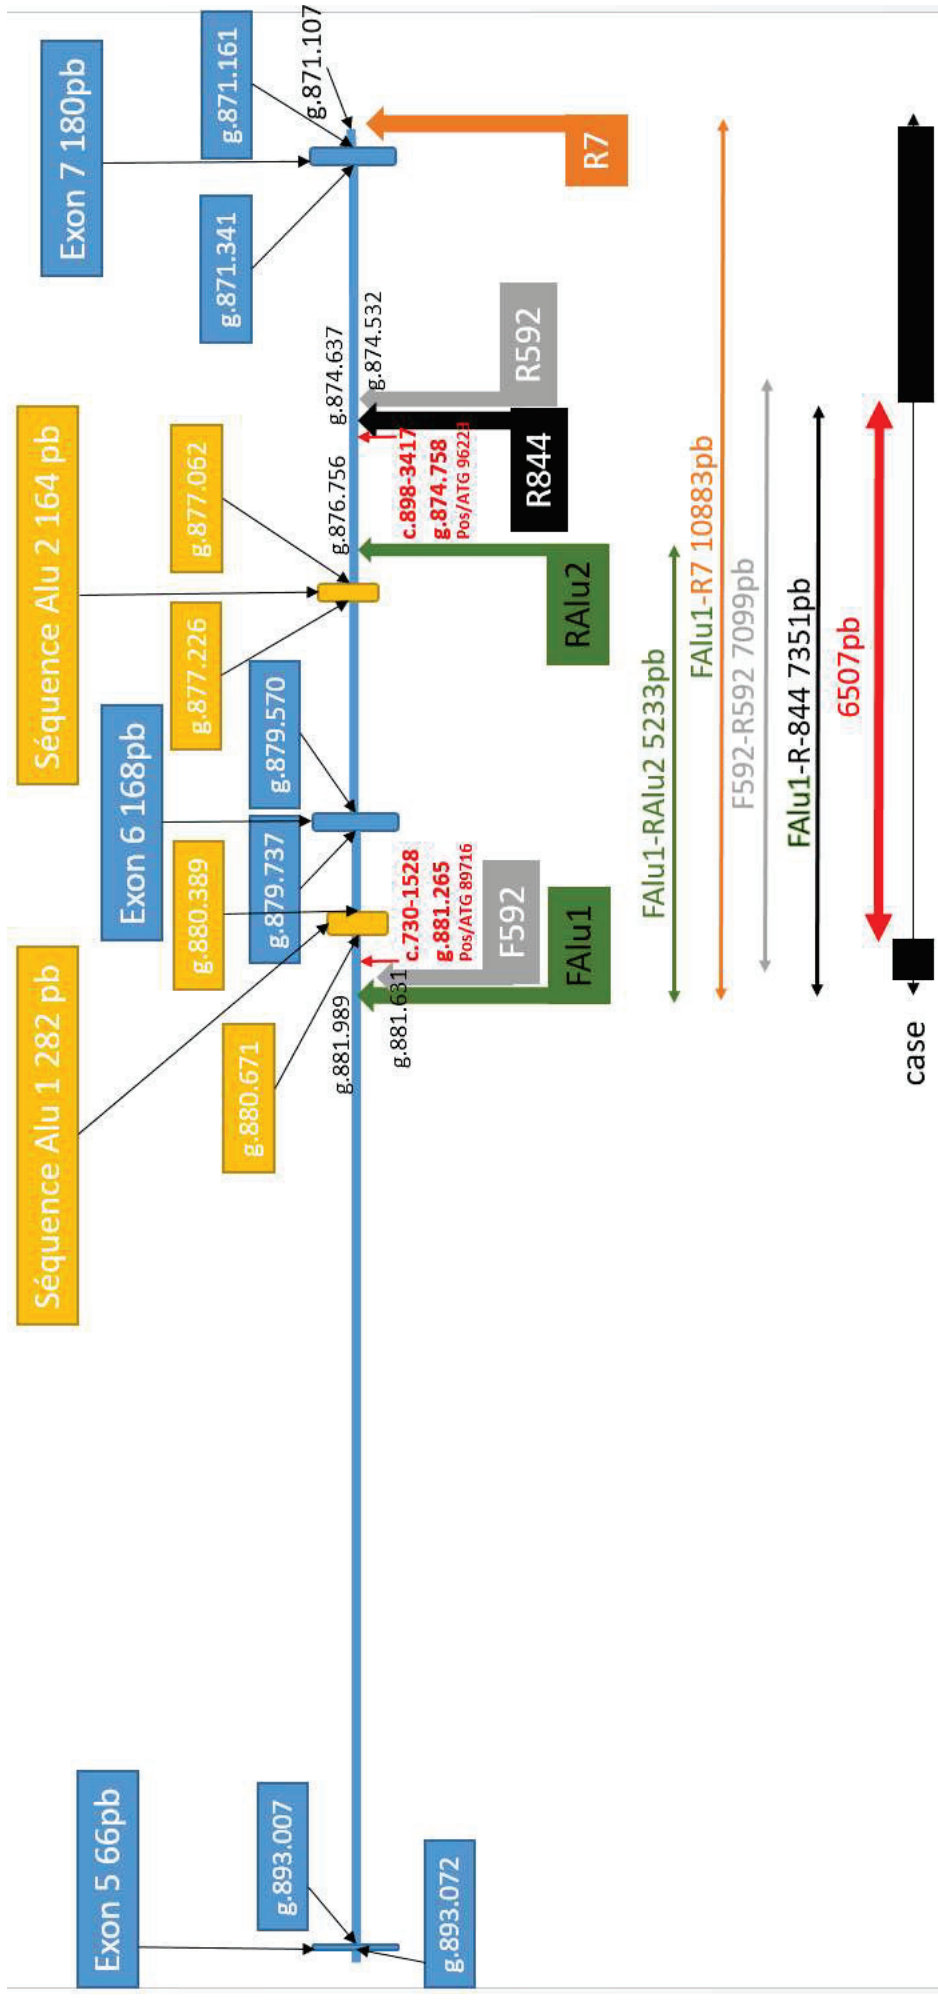 Exon 5 66pb
g.893.007
g.893.072
Séquence Alu 1 282 pb
g.880.671
g.880.389
Exon 6 168pb
g.879.737
g.879.570
Séquence Alu 2 164 pb
g.877.226
g.877.062
Exon 7 180pb
g.871.341
g.871.161
g.871.107
g.881.989
g.881.631
c.730-1528
g.881.265
Pos/ATG 89716
F592
FAlu1
g.876.756
g.874.637
g.874.532
c.898-3417
g.874.758
Pos/ATG 96223
RAlu2
R844
R592
R7
FAlu1-RAlu2 5233pb
FAlu1-R7 10883pb
F592-R592 7099pb
FAlu1-R-844 7351pb
6507pb
case